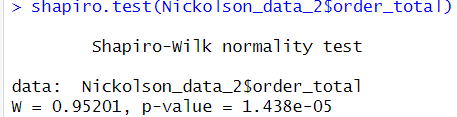 > shapiro.test(Nickolson_data_2$order_total)
Shapiro-Wilk normality test
data:  Nickolson_data_2$order_total
W = 0.95201, p-value = 1.438e-05